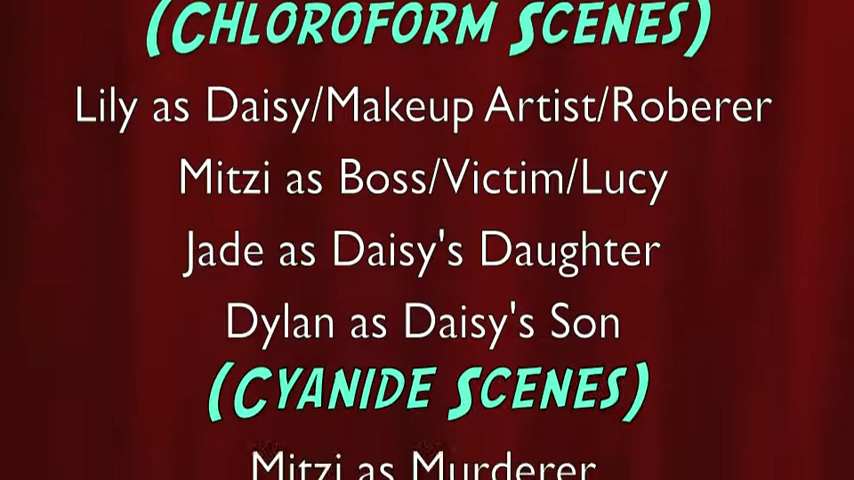 (Chloroform Scenes)
Lily as Daisy/Makeup Artist/Roberer
Mitzi as Boss/Victim/Lucy
Jade as Daisy's Daughter
Dylan as Daisy's Son
(Cyanide Scenes)
Mitzi as Murderer